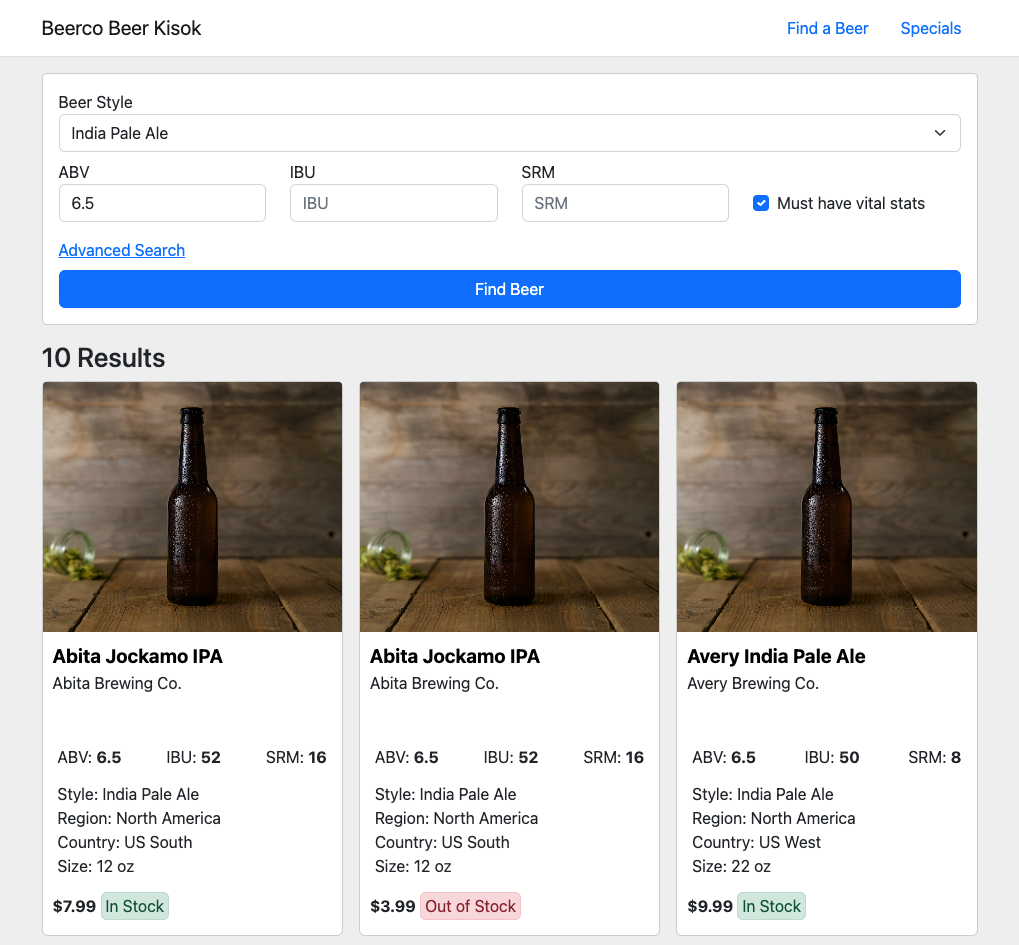 Beerco Beer Kisok
Find a Beer
Specials
Beer Style
India Pale Ale
ABV
IBU
SRM
6.5
IBU
SRM
Must have vital stats
Advanced Search
Find Beer
10 Results
Abita Jockamo IPA
Abita Brewing Co.
ABV: 6.5 IBU: 52 SRM: 16
Style: India Pale Ale
Region: North America
Country: US South
Size: 12 oz
$7.99 In Stock
Abita Jockamo IPA
Abita Brewing Co.
ABV: 6.5 IBU: 52 SRM: 16
Style: India Pale Ale
Region: North America
Country: US South
Size: 12 oz
$3.99 Out of Stock
Avery India Pale Ale
Avery Brewing Co.
ABV: 6.5 IBU: 50 SRM: 8
Style: India Pale Ale
Region: North America
Country: US West
Size: 22 oz
$9.99 In Stock